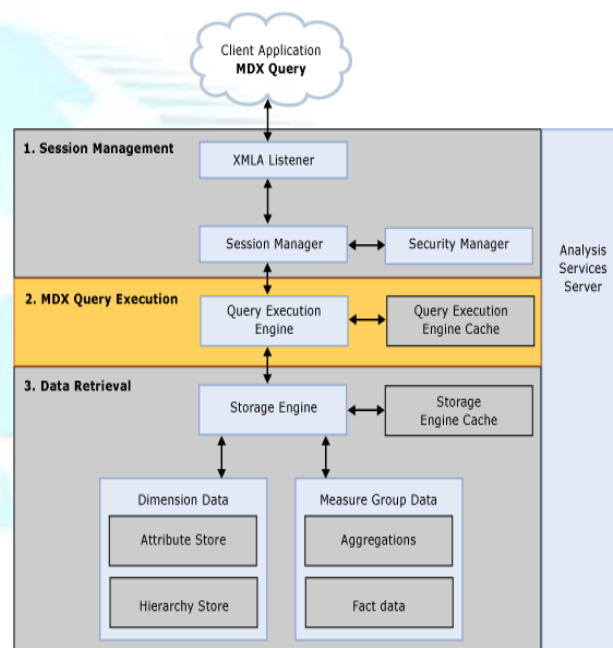 Client Application
MDX Query
1. Session Management
XMLA Listener
Session Manager
Security Manager
Analysis
Services
Server
2. MDX Query Execution
Query Execution
Engine
Query Execution
Engine Cache
3. Data Retrieval
Storage Engine
Storage
Engine Cache
Dimension Data
Measure Group Data
Attribute Store
Aggregations
Hierarchy Store
Fact data